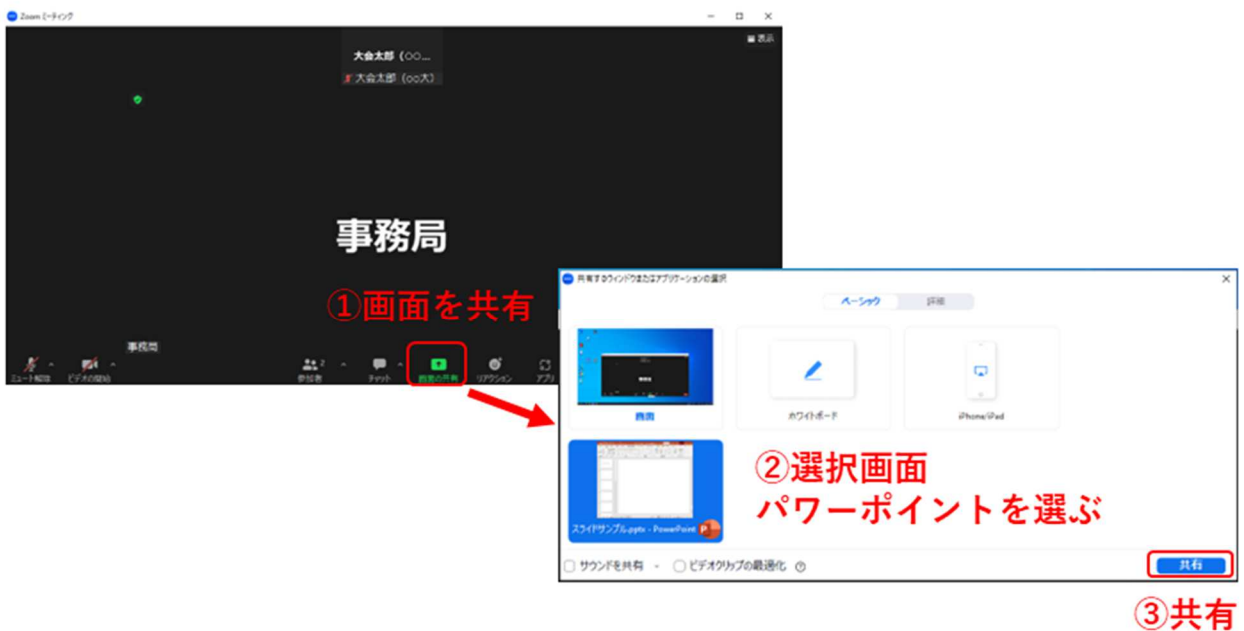 Zoom ミーティング
表示
大会太郎 (○○...
大会太郎 (oo大)
事務局
①画面を共有
事務局
ミュート解除
ビデオの開始
参加者
2
チャット
画面の共有
リアクション
アプリ
共有するウィンドウまたはアプリケーションの選択
ベーシック
詳細
画面
ホワイトボード
iPhone/iPad
②選択画面
パワーポイントを選ぶ
スライドサンプル.pptx - PowerPoint
サウンドを共有
ビデオクリップの最適化
共有
③共有